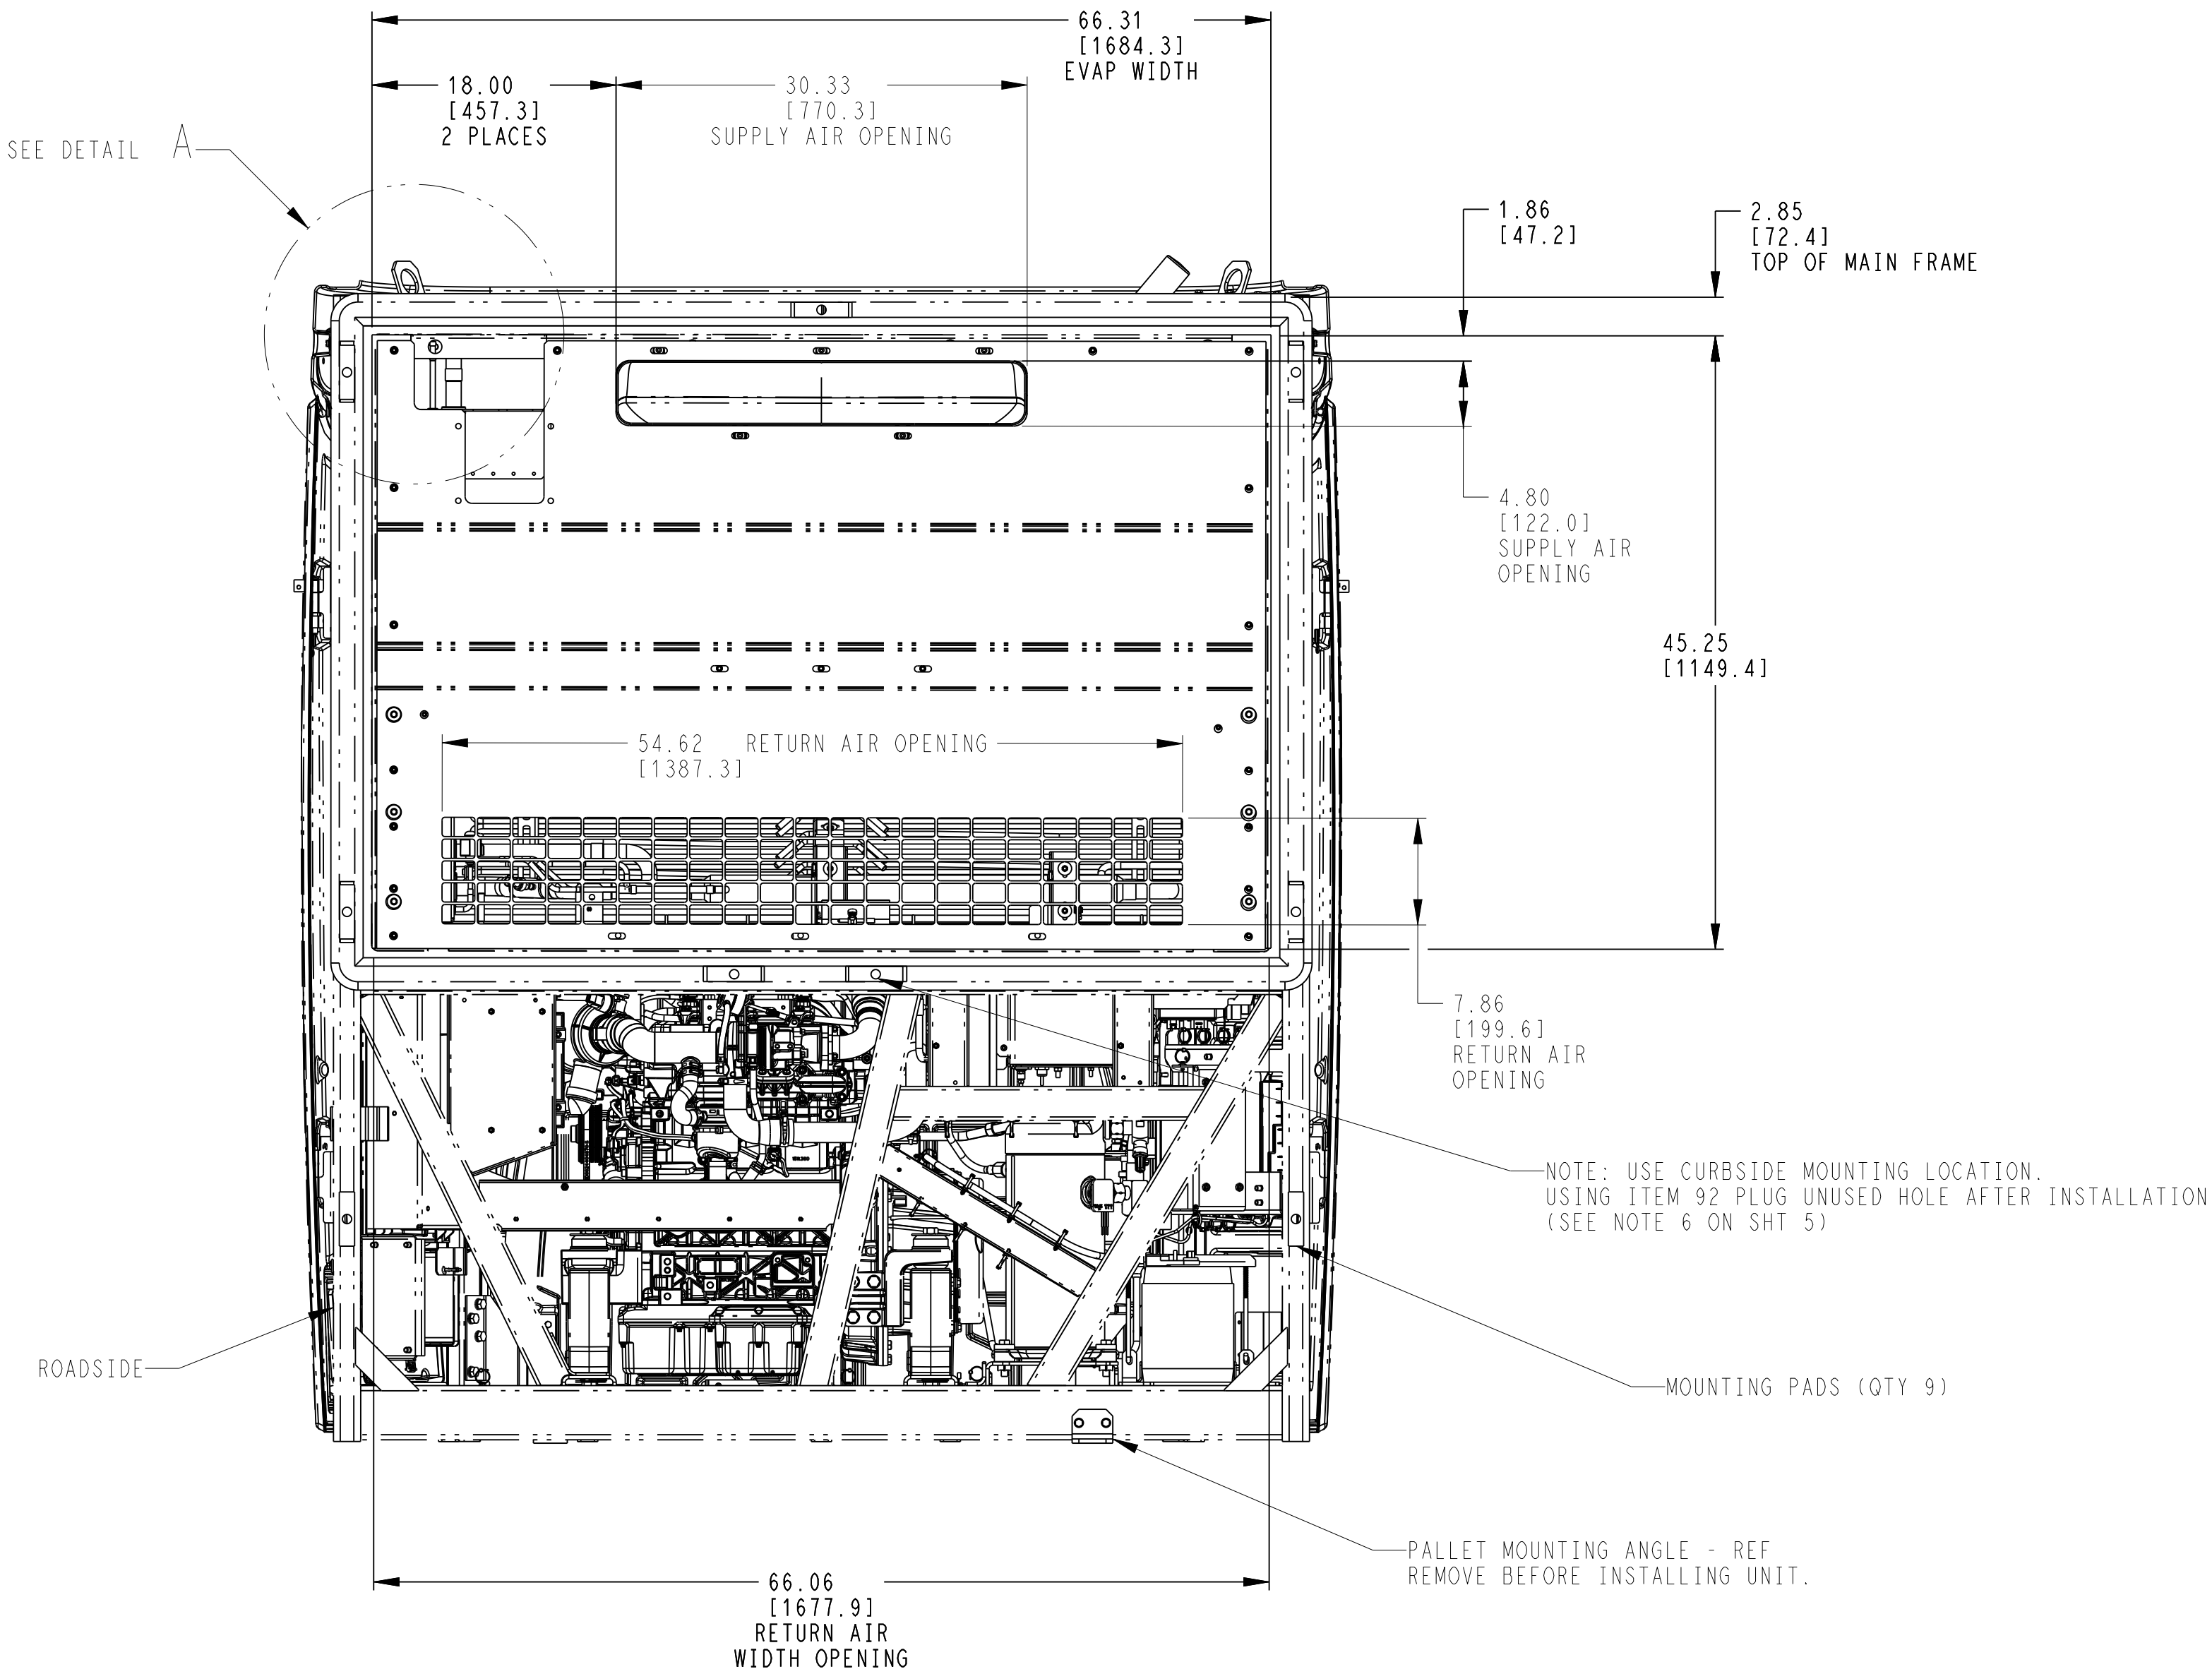 66.31
[1684.3]
EVAP WIDTH
18.00
[457.3]
2 PLACES
30.33
[770.3]
SUPPLY AIR OPENING
SEE DETAIL A
1.86
[47.2]
2.85
[72.4]
TOP OF MAIN FRAME
4.80
[122.0]
SUPPLY AIR
OPENING
45.25
[1149.4]
54.62 RETURN AIR OPENING
[1387.3]
7.86
[199.6]
RETURN AIR
OPENING
NOTE: USE CURBSIDE MOUNTING LOCATION.
USING ITEM 92 PLUG UNUSED HOLE AFTER INSTALLATION
(SEE NOTE 6 ON SHT 5)
ROADSIDE
MOUNTING PADS (QTY 9)
PALLET MOUNTING ANGLE - REF
REMOVE BEFORE INSTALLING UNIT.
66.06
[1677.9]
RETURN AIR
WIDTH OPENING